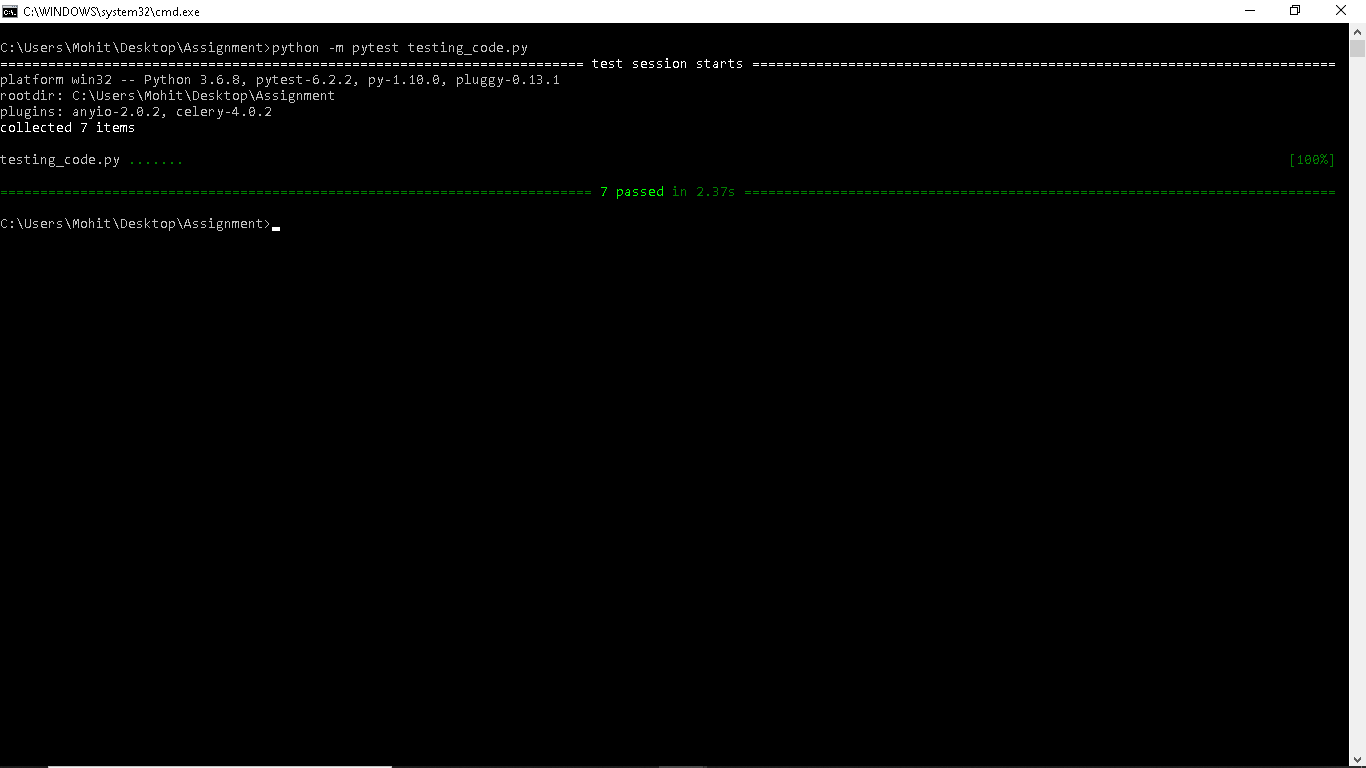 C:\WINDOWS\system32\cmd.exe
C:\Users\Mohit\Desktop\Assignment>python -m pytest testing_code.py
========================================================================= test session starts =========================================================================
platform win32 -- Python 3.6.8, pytest-6.2.2, py-1.10.0, pluggy-0.13.1
rootdir: C:\Users\Mohit\Desktop\Assignment
plugins: anyio-2.0.2, celery-4.0.2
collected 7 items
testing_code.py ....... [100%]
========================================================================== 7 passed in 2.37s ==========================================================================
C:\Users\Mohit\Desktop\Assignment>